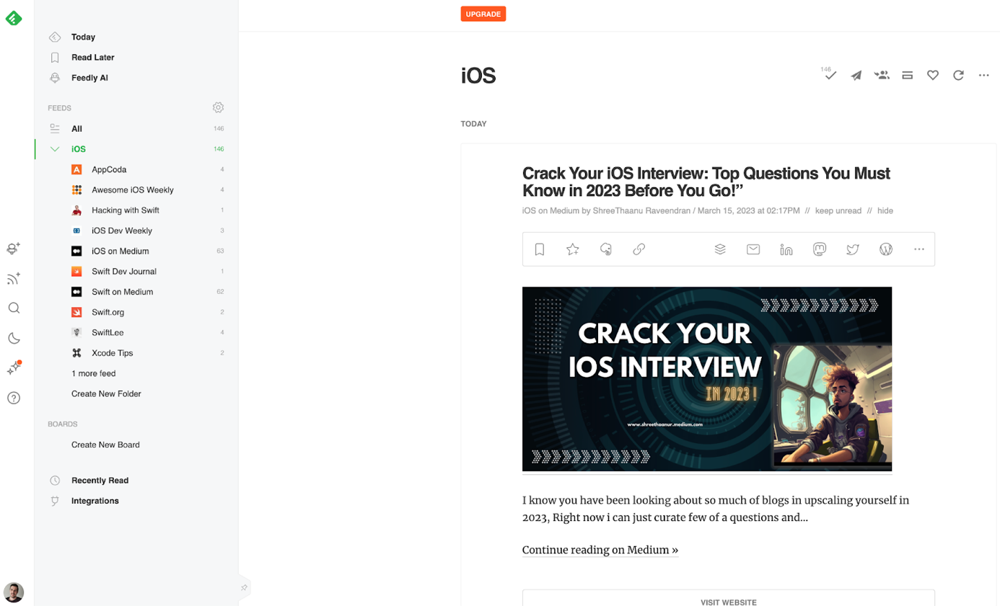 UPGRADE
Today
Read Later
Feedly AI
FEEDS
All 146
iOS 146
AppCoda 4
Awesome iOS Weekly 4
Hacking with Swift 1
iOS Dev Weekly 3
iOS on Medium 63
Swift Dev Journal 1
Swift on Medium 62
Swift.org 2
SwiftLee 4
Xcode Tips 2
1 more feed
Create New Folder
BOARDS
Create New Board
Recently Read
Integrations
iOS
146
TODAY
Crack Your iOS Interview: Top Questions You Must
Know in 2023 Before You Go!”
iOS on Medium by ShreeThaanu Raveendran / March 15, 2023 at 02:17PM // keep unread // hide
CRACK YOUR
IOS INTERVIEW
IN 2023 !
www.shreethaanur.medium.com
I know you have been looking about so much of blogs in upscaling yourself in
2023, Right now i can just curate few of a questions and...
Continue reading on Medium »
VISIT WEBSITE